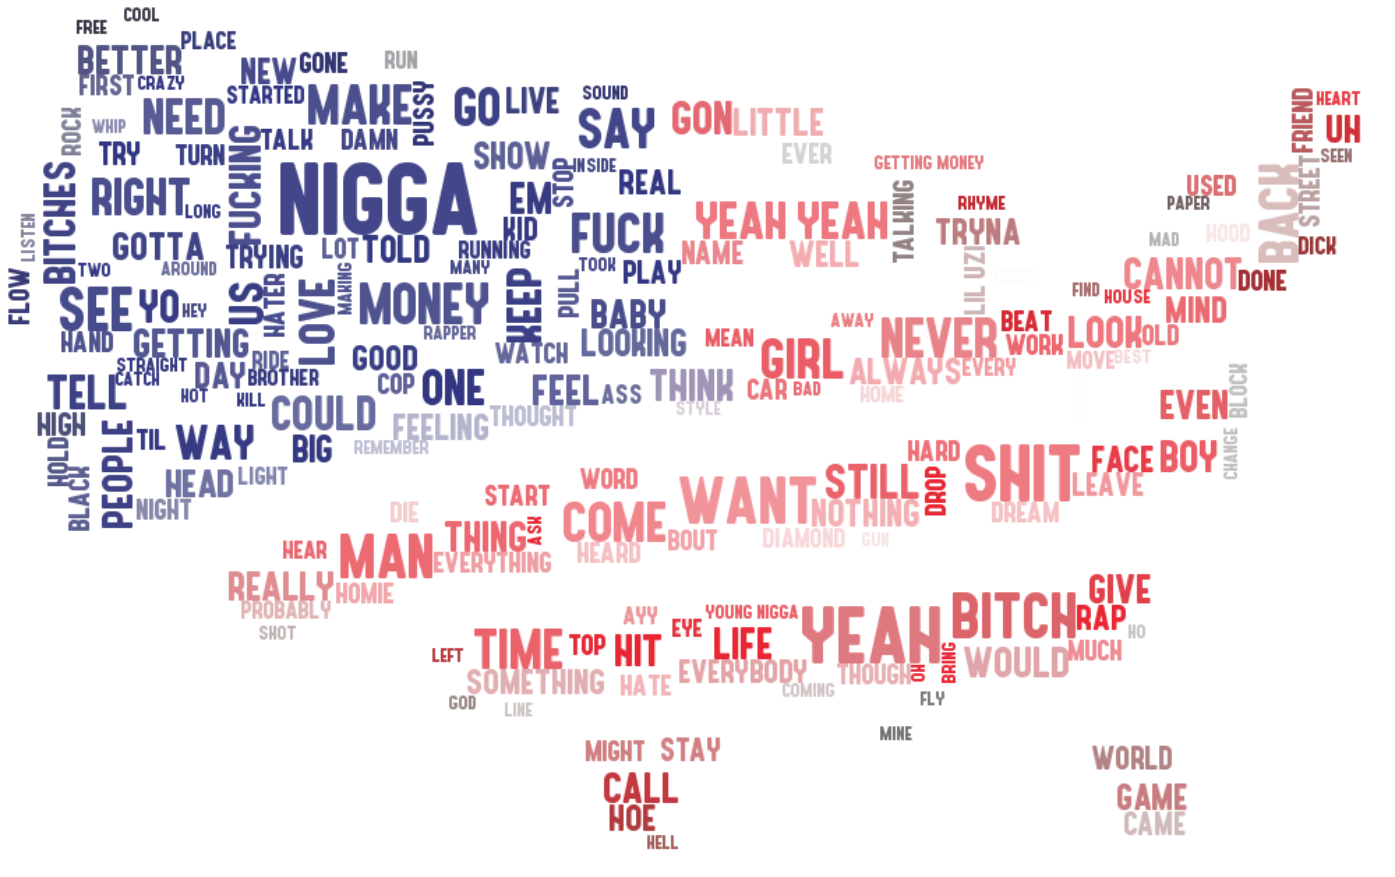 COOL
FREE
PLACE
BETTER
NEW
GONE
RUN
FIRST
CRAZY
STARTED
MAKE
PUSSY
GO
LIVE
SOUND
HEART
FRIEND
ROCK
WHIP
NEED
TALK
DAMN
SAY
GON
LITTLE
UH
TRY
TURN
FUCKING
SHOW
STOP
INSIDE
EVER
GETTING MONEY
SEEN
BITCHES
RIGHT
LONG
NIGGA
EM
REAL
TALKING
RHYME
USED
PAPER
BACK
STREET
LISTEN
GOTTA
TRYING
LOT
TOLD
KID
RUNNING
FUCK
YEAH YEAH
NAME
WELL
TRYNA
MAD
HOOD
DICK
FLOW
TWO
AROUND
MANY
TOOK
PLAY
LIL UZI
CANNOT
DONE
SEE
YO
HEY
US
HATER
LOVE
MAKING
MONEY
KEEP
PULL
BABY
FIND
HOUSE
MIND
HAND
GETTING
RAPPER
WATCH
LOOKING
MEAN
AWAY
NEVER
BEAT
WORK
LOOK
OLD
STRAIGHT
CATCH
RIDE
GOOD
GIRL
ALWAYS
EVERY
MOVE
BEST
TELL
HOT
DAY
BROTHER
KILL
COP
ONE
FEEL
ASS
THINK
STYLE
CAR
BAD
HOME
EVEN
BLOCK
HIGH
COULD
FEELING
THOUGHT
HOLD
PEOPLE
TIL
WAY
BIG
REMEMBER
HARD
SHIT
FACE
BOY
CHANGE
BLACK
HEAD
LIGHT
NIGHT
WORD
START
WANT
STILL
DROP
LEAVE
DIE
THING
ASK
COME
NOTHING
DREAM
HEAR
MAN
EVERYTHING
HEARD
BOUT
DIAMOND
GUN
REALLY
HOMIE
PROBABLY
SHOT
AYY
EYE
YOUNG NIGGA
YEAH
BITCH
GIVE
RAP
HO
LEFT
TIME
TOP
HIT
LIFE
MUCH
SOMETHING
HATE
EVERYBODY
THOUGH
OH
BRING
WOULD
GOD
LINE
COMING
FLY
MINE
MIGHT
STAY
WORLD
CALL
GAME
HOE
CAME
HELL